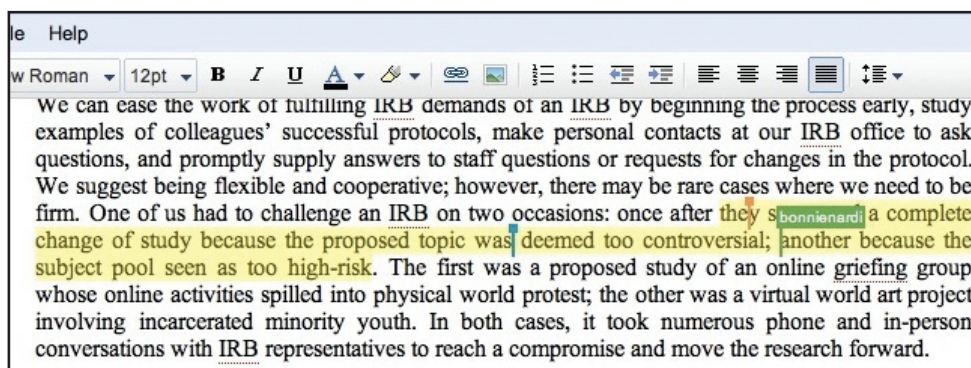 le Help
w Roman 12pt B I U A
We can ease the work of fulfilling IRB demands of an IRB by beginning the process early, study
examples of colleagues' successful protocols, make personal contacts at our IRB office to ask
questions, and promptly supply answers to staff questions or requests for changes in the protocol.
We suggest being flexible and cooperative; however, there may be rare cases where we need to be
firm. One of us had to challenge an IRB on two occasions: once after they s bonnienardi a complete
change of study because the proposed topic was deemed too controversial; another because the
subject pool seen as too high-risk. The first was a proposed study of an online griefing group
whose online activities spilled into physical world protest; the other was a virtual world art project
involving incarcerated minority youth. In both cases, it took numerous phone and in-person
conversations with IRB representatives to reach a compromise and move the research forward.